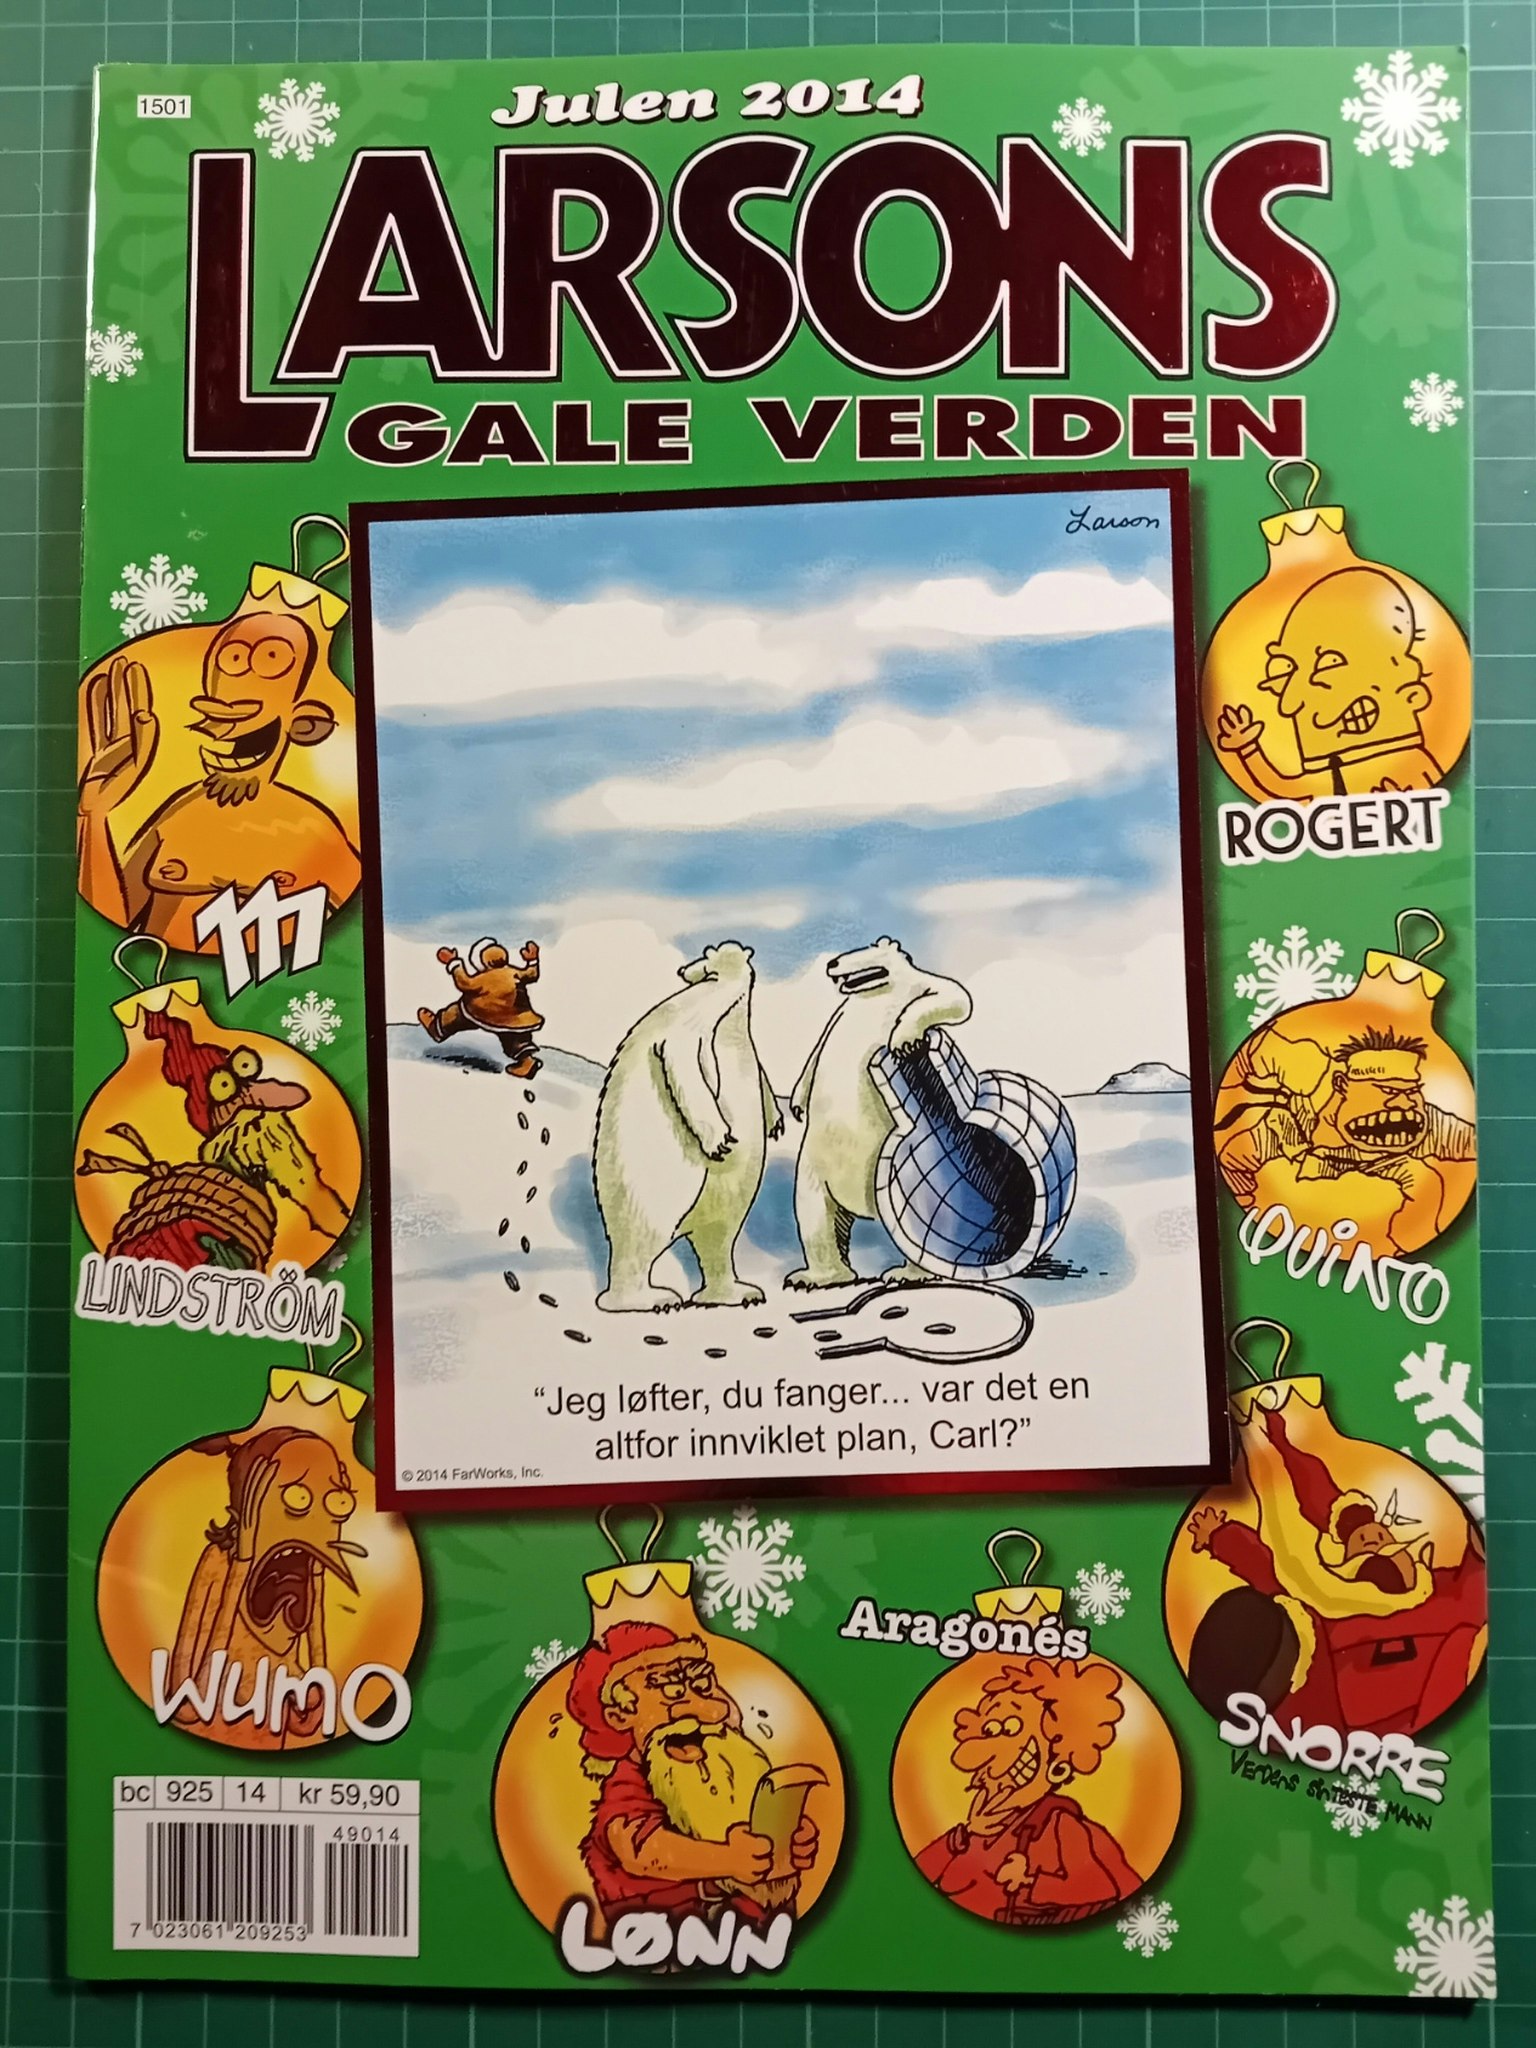 1501
Julen 2014
LARSONS
GALE VERDEN
Larson
M
ROGERT
LINDSTRÖM
QUINO
"Jeg løfter, du fanger... var det en
altfor innviklet plan, Carl?"
© 2014 FarWorks, Inc.
WUMO
Aragonés
SNORRE
VERDENS SINTESTE MANN
LØNN
bc 925 14 kr 59,90
49014
7 023061 209253